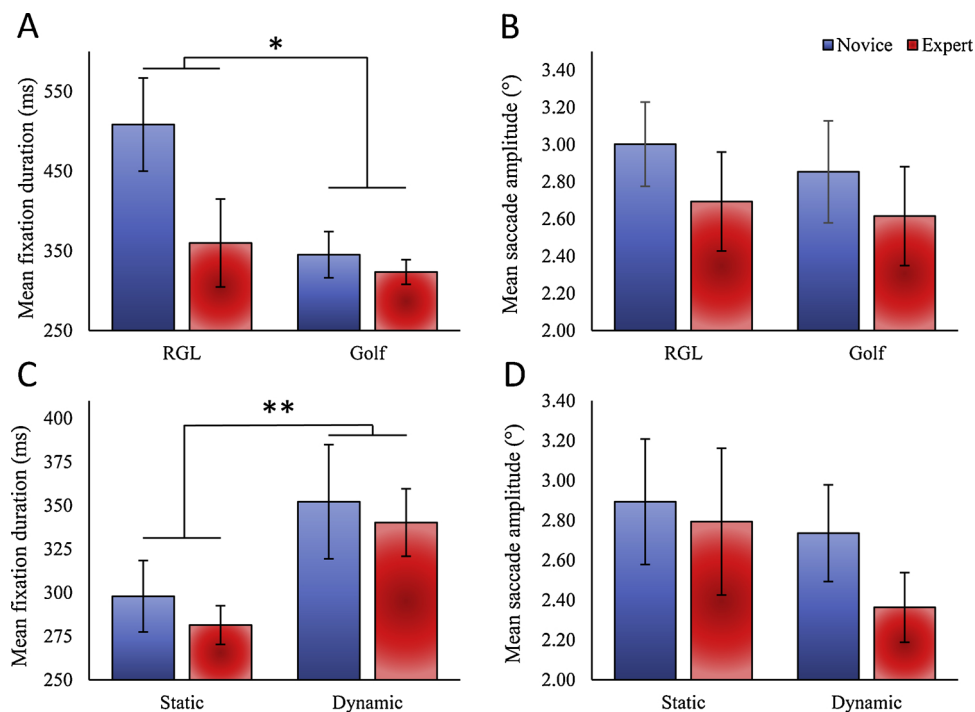 A
Mean fixation duration (ms)
550
450
350
250
*
RGL
Golf
B
Novice
Expert
Mean saccade amplitude (°)
3.40
3.20
3.00
2.80
2.60
2.40
2.20
2.00
RGL
Golf
C
Mean fixation duration (ms)
400
375
350
325
300
275
250
**
Static
Dynamic
D
Mean saccade amplitude (°)
3.40
3.20
3.00
2.80
2.60
2.40
2.20
2.00
Static
Dynamic